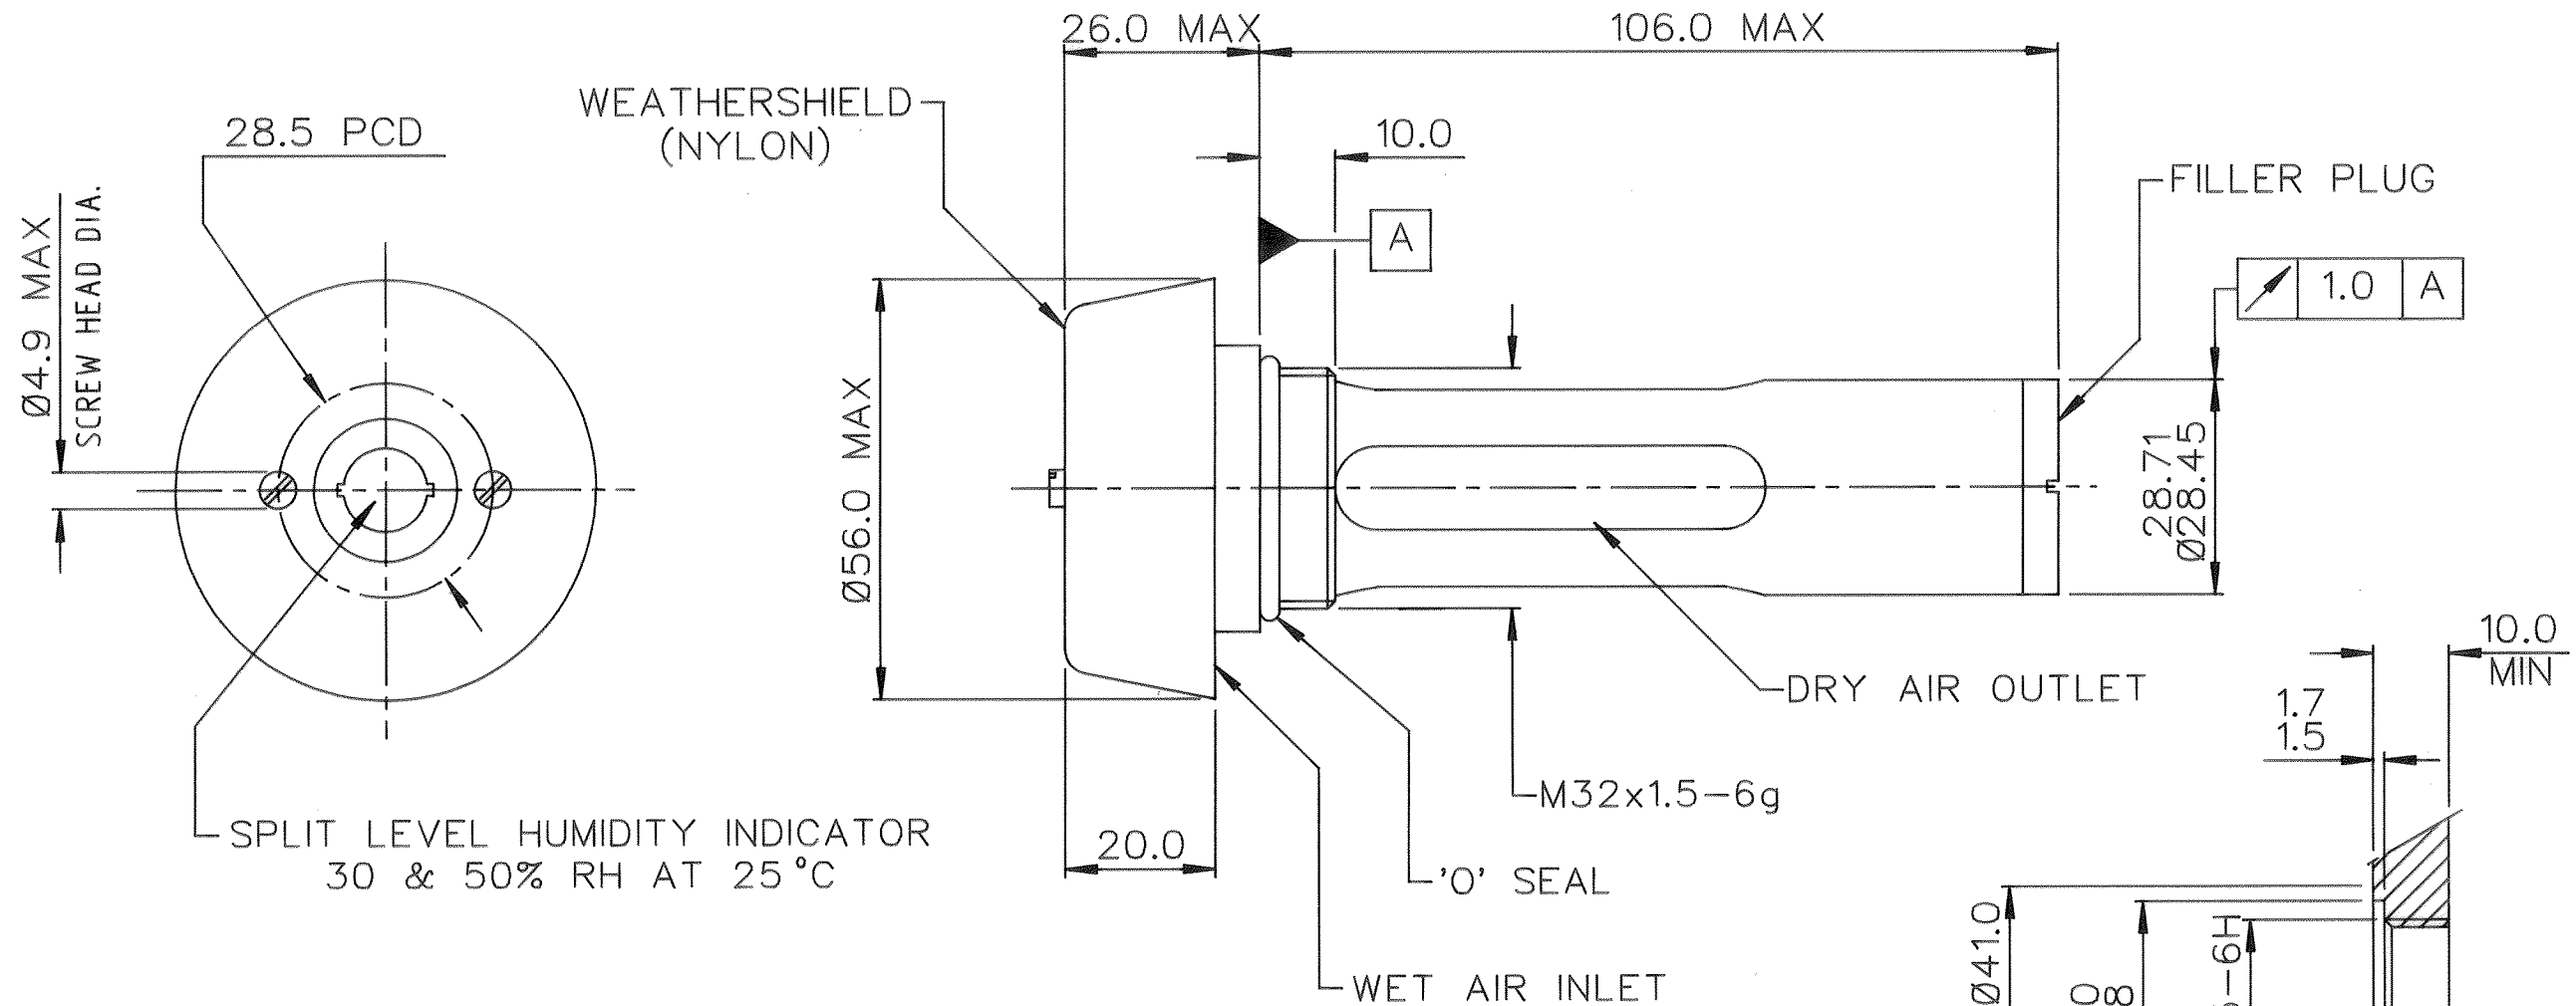 26.0 MAX
106.0 MAX
WEATHERSHIELD
(NYLON)
28.5 PCD
10.0
FILLER PLUG
Ø4.9 MAX
SCREW HEAD DIA.
A
1.0 A
Ø56.0 MAX
28.71
Ø28.45
10.0
MIN
DRY AIR OUTLET
1.7
1.5
M32x1.5-6g
SPLIT LEVEL HUMIDITY INDICATOR
30 & 50% RH AT 25°C
20.0
'O' SEAL
WET AIR INLET
Ø41.0
-6H